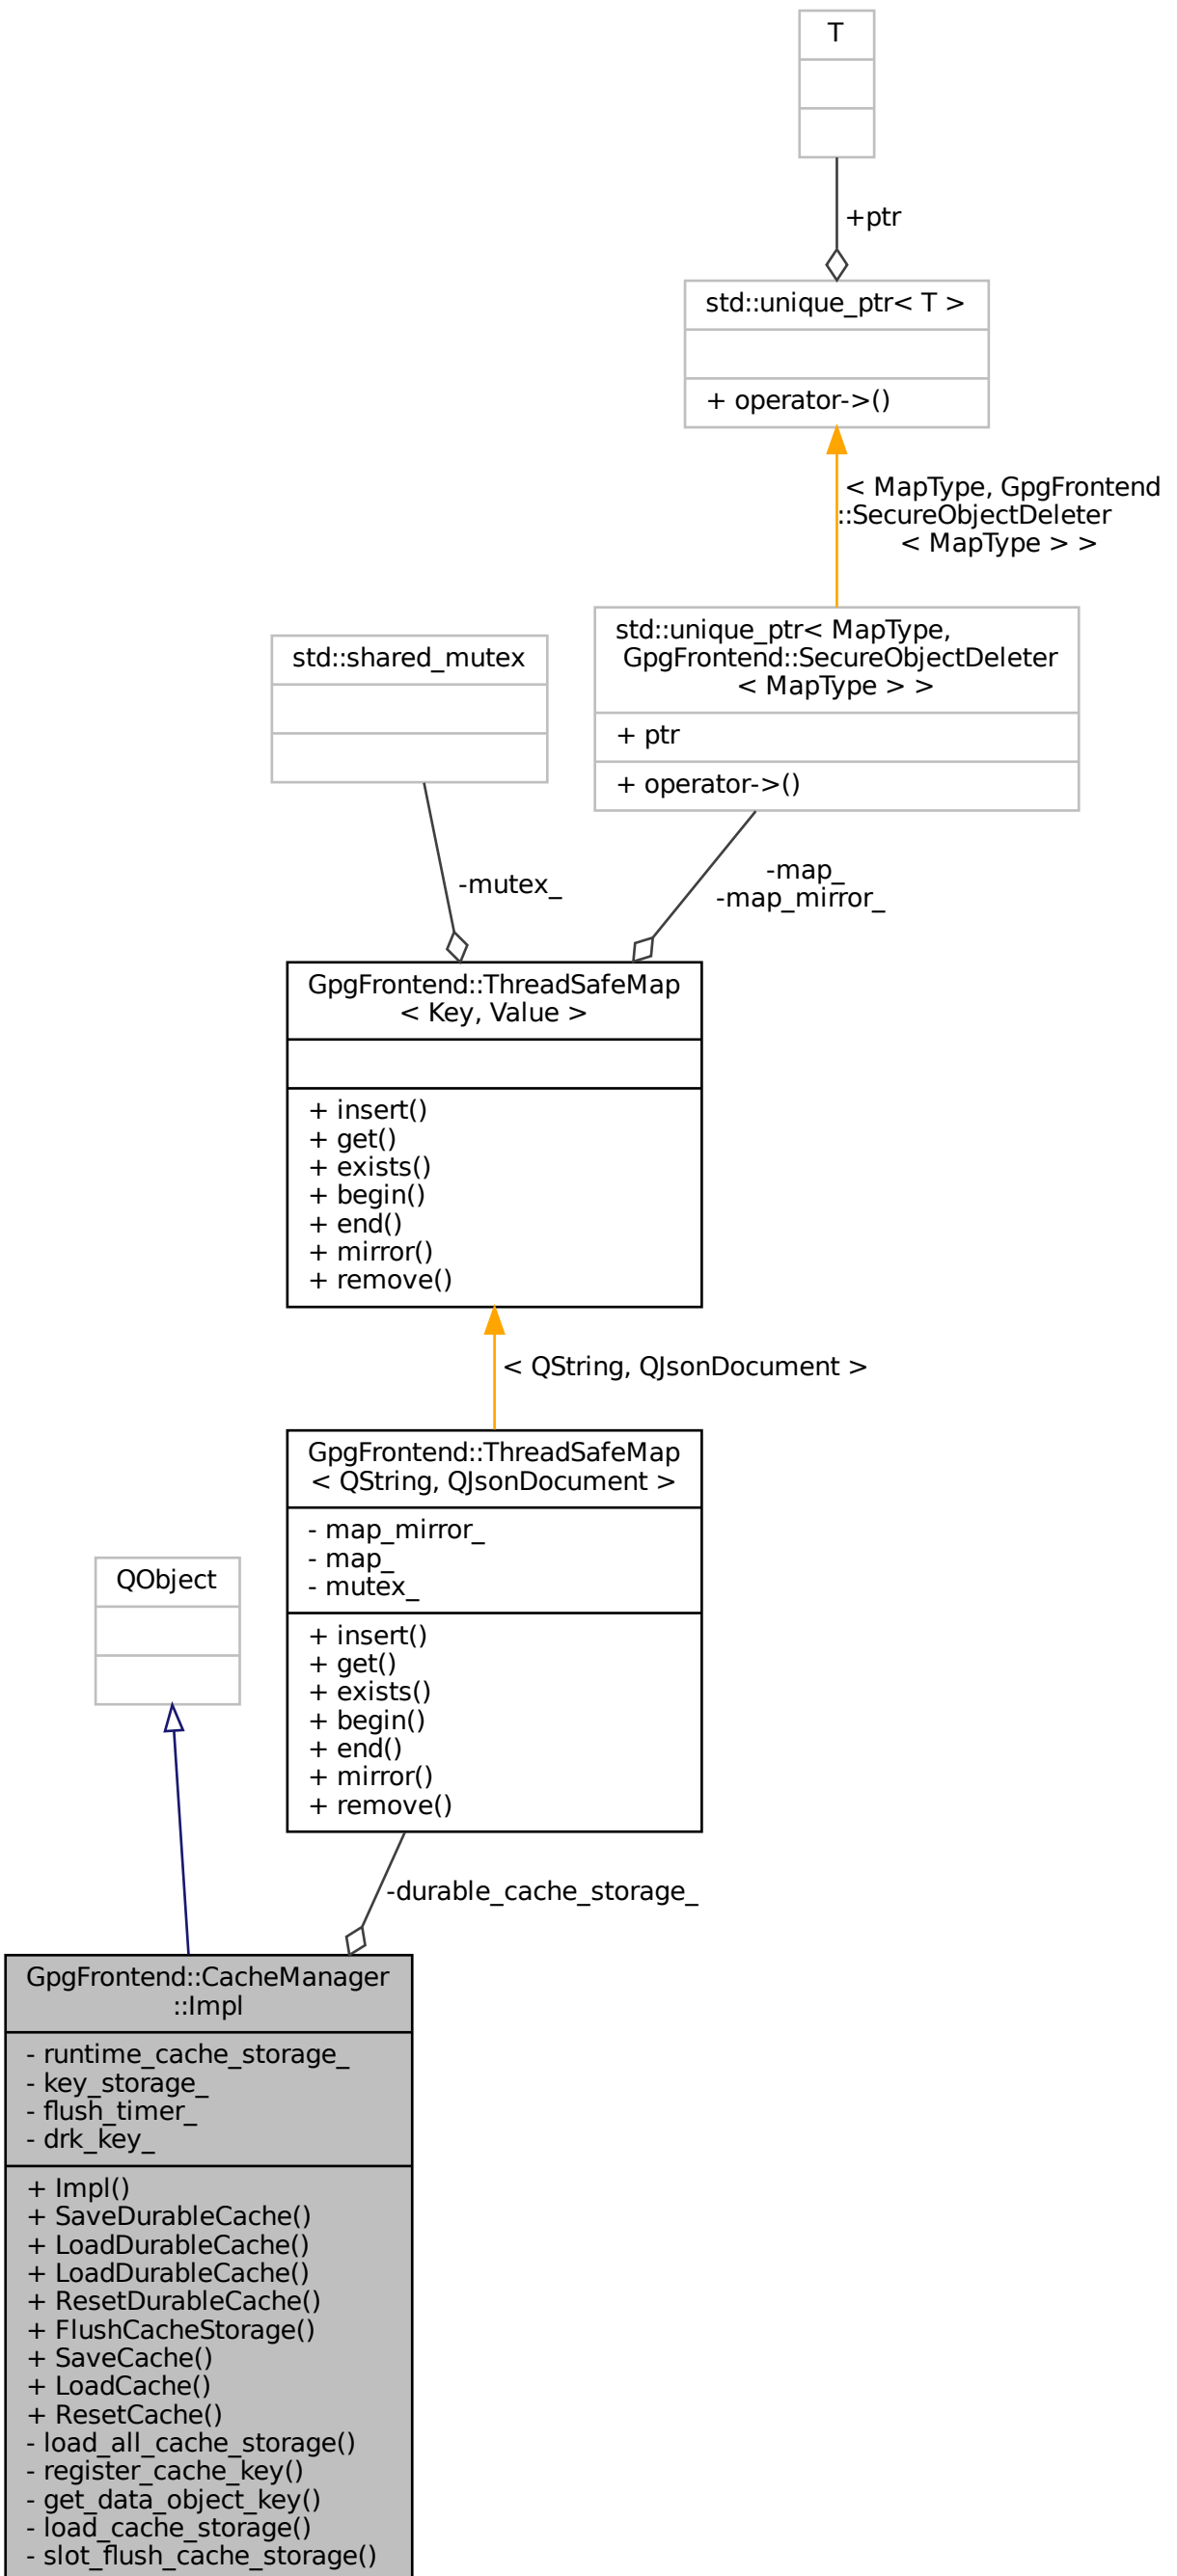 T
+ptr
std::unique_ptr< T >
+ operator->()
< MapType, GpgFrontend
::SecureObjectDeleter
< MapType > >
std::unique_ptr< MapType,
GpgFrontend::SecureObjectDeleter
< MapType > >
+ ptr
+ operator->()
std::shared_mutex
-mutex_
-map_
-map_mirror_
GpgFrontend::ThreadSafeMap
< Key, Value >
+ insert()
+ get()
+ exists()
+ begin()
+ end()
+ mirror()
+ remove()
< QString, QJsonDocument >
GpgFrontend::ThreadSafeMap
< QString, QJsonDocument >
- map_mirror_
- map_
- mutex_
+ insert()
+ get()
+ exists()
+ begin()
+ end()
+ mirror()
+ remove()
QObject
-durable_cache_storage_
GpgFrontend::CacheManager
::Impl
- runtime_cache_storage_
- key_storage_
- flush_timer_
- drk_key_
+ Impl()
+ SaveDurableCache()
+ LoadDurableCache()
+ LoadDurableCache()
+ ResetDurableCache()
+ FlushCacheStorage()
+ SaveCache()
+ LoadCache()
+ ResetCache()
- load_all_cache_storage()
- register_cache_key()
- get_data_object_key()
- load_cache_storage()
- slot_flush_cache_storage()